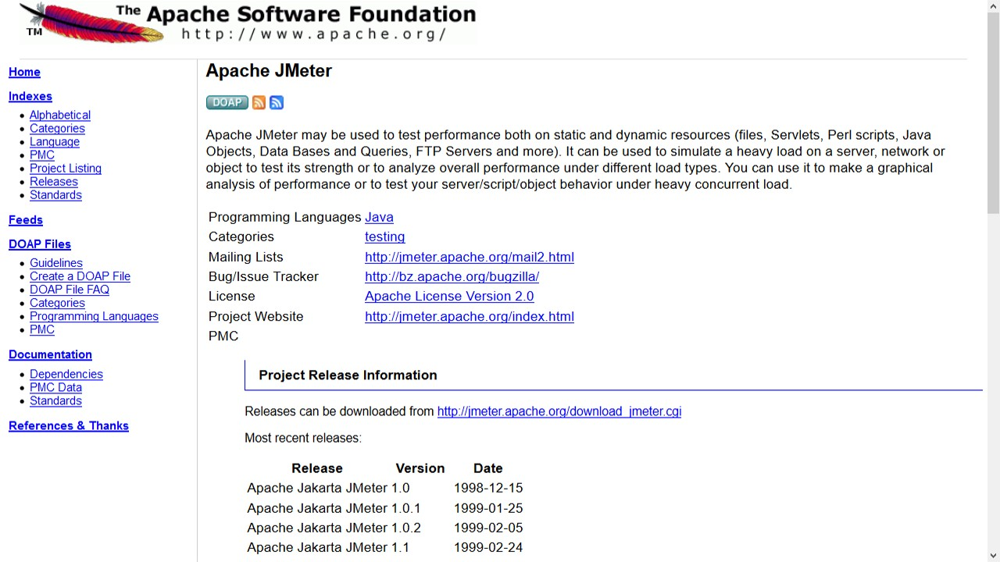 The Apache Software Foundation
http://www.apache.org/
TM
Home
Indexes
Alphabetical
Categories
Language
PMC
Project Listing
Releases
Standards
Feeds
DOAP Files
Guidelines
Create a DOAP File
DOAP File FAQ
Categories
Programming Languages
PMC
Documentation
Dependencies
PMC Data
Standards
References & Thanks
Apache JMeter
DOAP
Apache JMeter may be used to test performance both on static and dynamic resources (files, Servlets, Perl scripts, Java
Objects, Data Bases and Queries, FTP Servers and more). It can be used to simulate a heavy load on a server, network or
object to test its strength or to analyze overall performance under different load types. You can use it to make a graphical
analysis of performance or to test your server/script/object behavior under heavy concurrent load.
Programming Languages Java
Categories testing
Mailing Lists http://jmeter.apache.org/mail2.html
Bug/Issue Tracker http://bz.apache.org/bugzilla/
License Apache License Version 2.0
Project Website http://jmeter.apache.org/index.html
PMC
Project Release Information
Releases can be downloaded from http://jmeter.apache.org/download_jmeter.cgi
Most recent releases:
Release Version Date
Apache Jakarta JMeter 1.0 1998-12-15
Apache Jakarta JMeter 1.0.1 1999-01-25
Apache Jakarta JMeter 1.0.2 1999-02-05
Apache Jakarta JMeter 1.1 1999-02-24